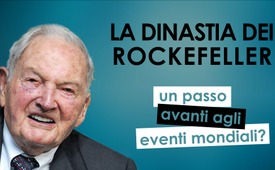 LA DINASTIA DEI
ROCKEFELLER
un passo
avanti agli
eventi mondiali?